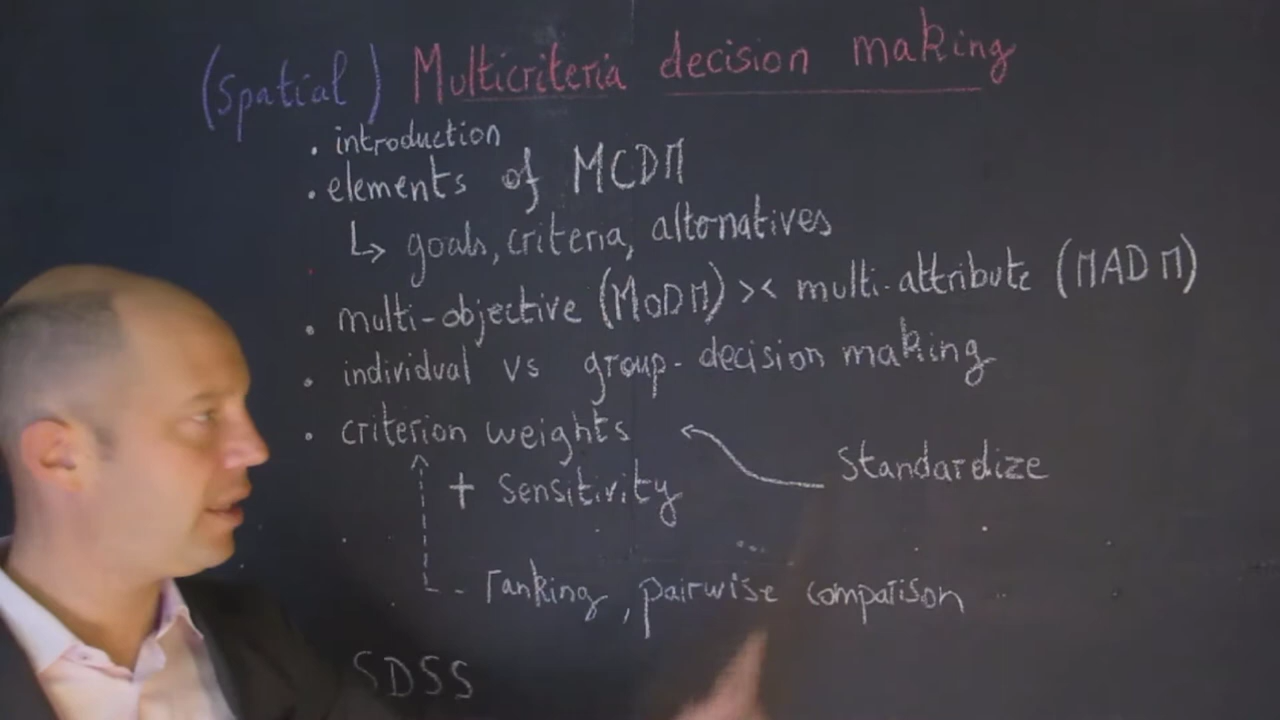 (Spatial) Multicriteria decision making
• introduction
• elements of MCDM
↳ goals, criteria, alternatives
• multi-objective (MODM) >< multi-attribute (MADM)
• individual vs group-decision making
• criterion weights
Standardize
+ Sensitivity
ranking, pairwise comparison
SDSS